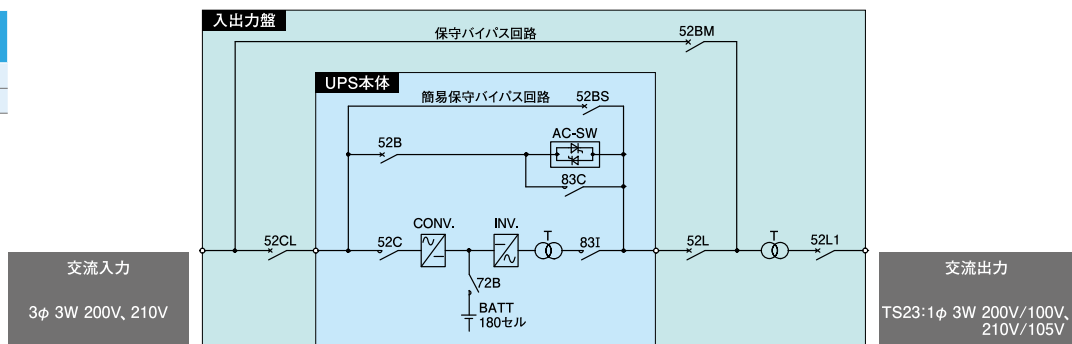 入出力盤
保守バイパス回路
52BM
UPS本体
簡易保守バイパス回路
52BS
52B
AC-SW
83C
CONV.
INV.
52CL
52C
T
83I
52L
T
52L1
72B
BATT
180セル
交流入力
3φ 3W 200V、210V
交流出力
TS23:1φ 3W 200V/100V、
210V/105V